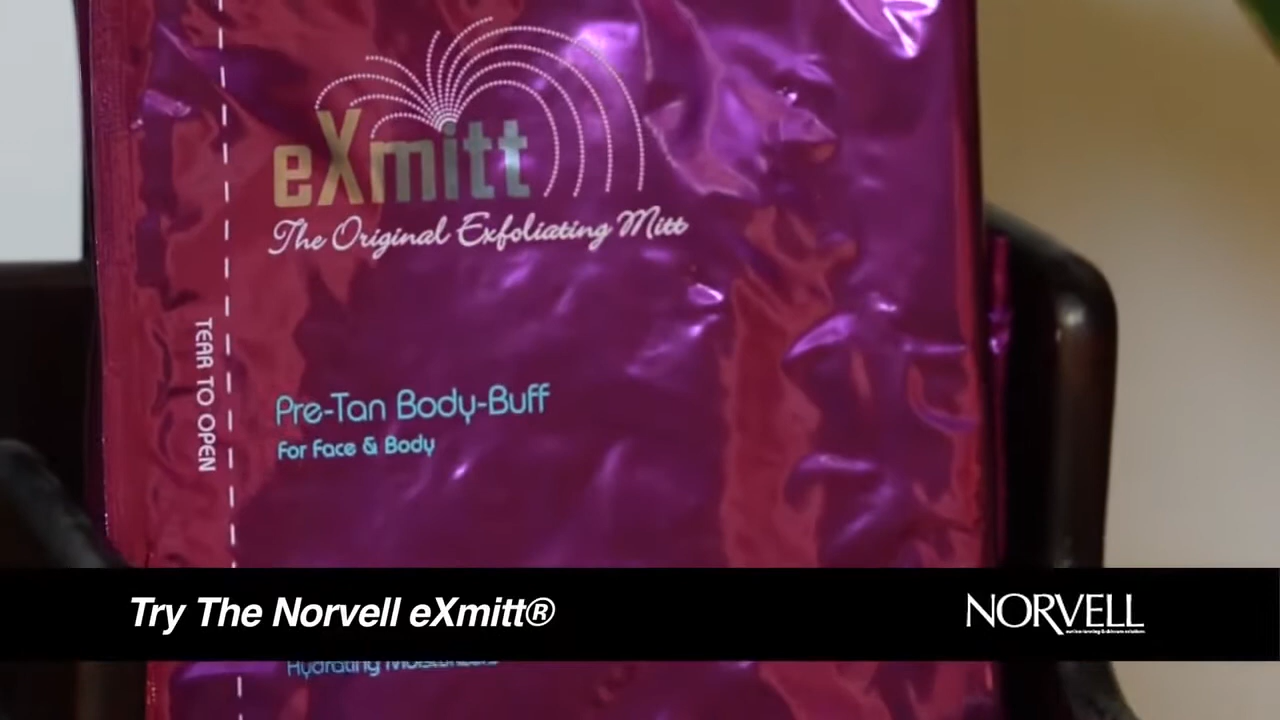 eXmitt
The Original Exfoliating Mitt
TEAR TO OPEN
Pre-Tan Body-Buff
For Face & Body
Try The Norvell eXmitt®
NORVELL
Hydrating